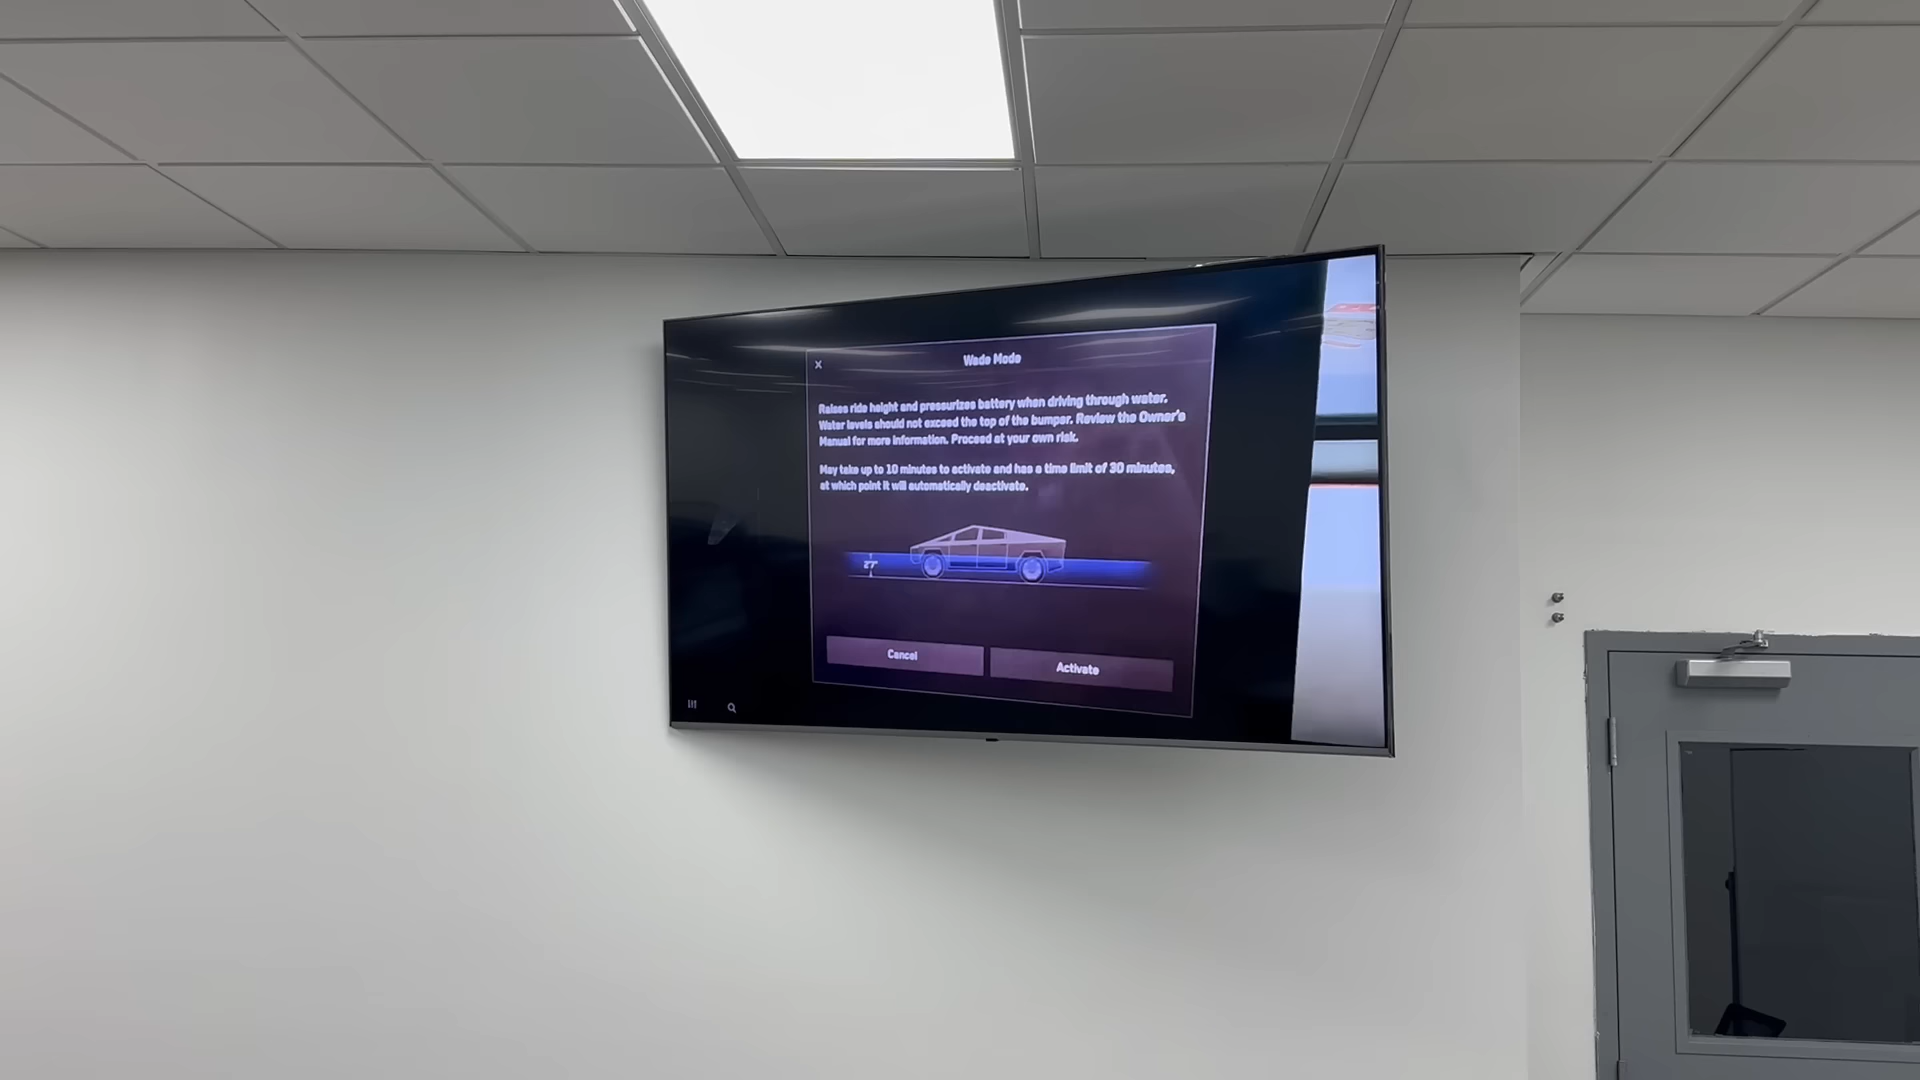 Wade Mode
Raises ride height and pressurizes battery when driving through water.
Water levels should not exceed the top of the bumper. Review the Owner's
Manual for more information. Proceed at your own risk.
May take up to 10 minutes to activate and has a time limit of 30 minutes,
at which point it will automatically deactivate.
Cancel
Activate